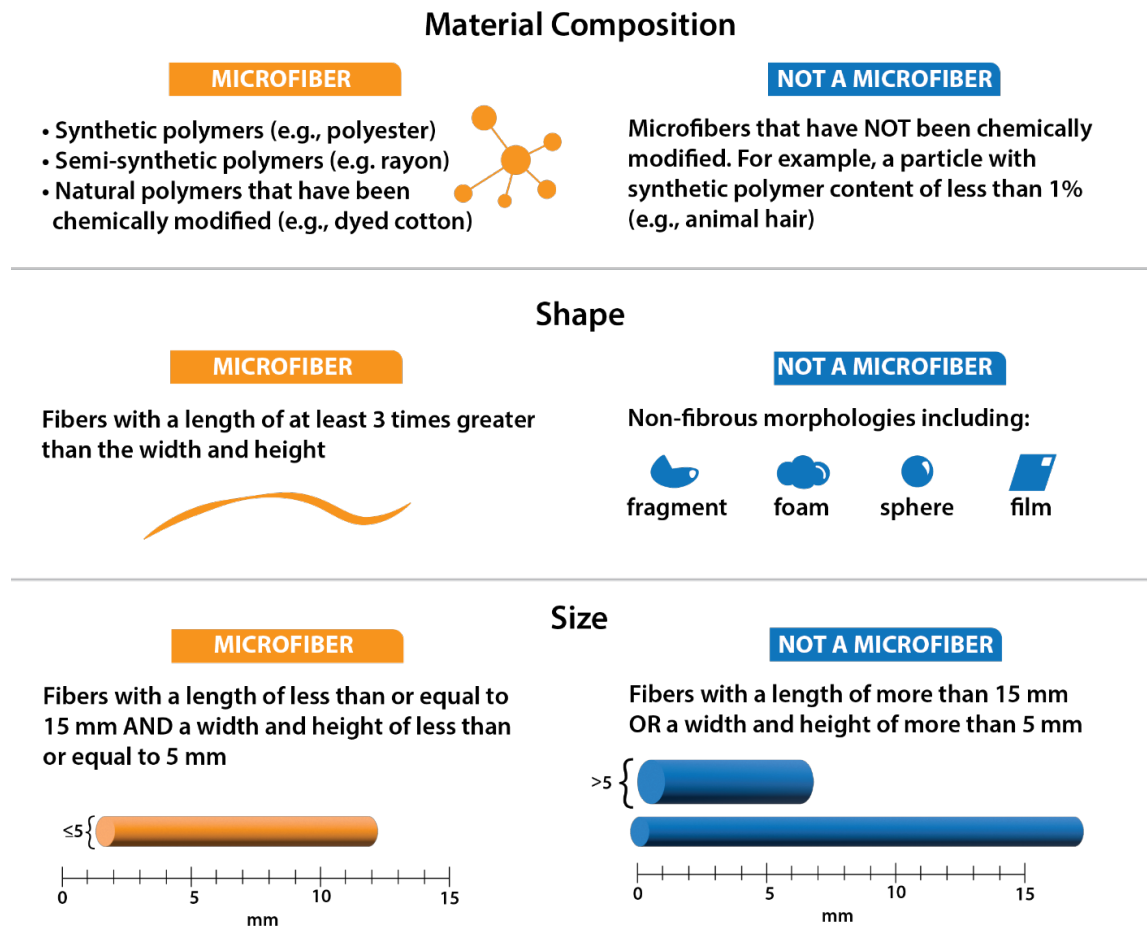 Material Composition
MICROFIBER
• Synthetic polymers (e.g., polyester)
• Semi-synthetic polymers (e.g. rayon)
• Natural polymers that have been
chemically modified (e.g., dyed cotton)
NOT A MICROFIBER
Microfibers that have NOT been chemically
modified. For example, a particle with
synthetic polymer content of less than 1%
(e.g., animal hair)
Shape
MICROFIBER
Fibers with a length of at least 3 times greater
than the width and height
NOT A MICROFIBER
Non-fibrous morphologies including:
fragment foam sphere film
Size
MICROFIBER
Fibers with a length of less than or equal to
15 mm AND a width and height of less than
or equal to 5 mm
≤5
0 5 10 15
mm
NOT A MICROFIBER
Fibers with a length of more than 15 mm
OR a width and height of more than 5 mm
>5
0 5 10 15
mm